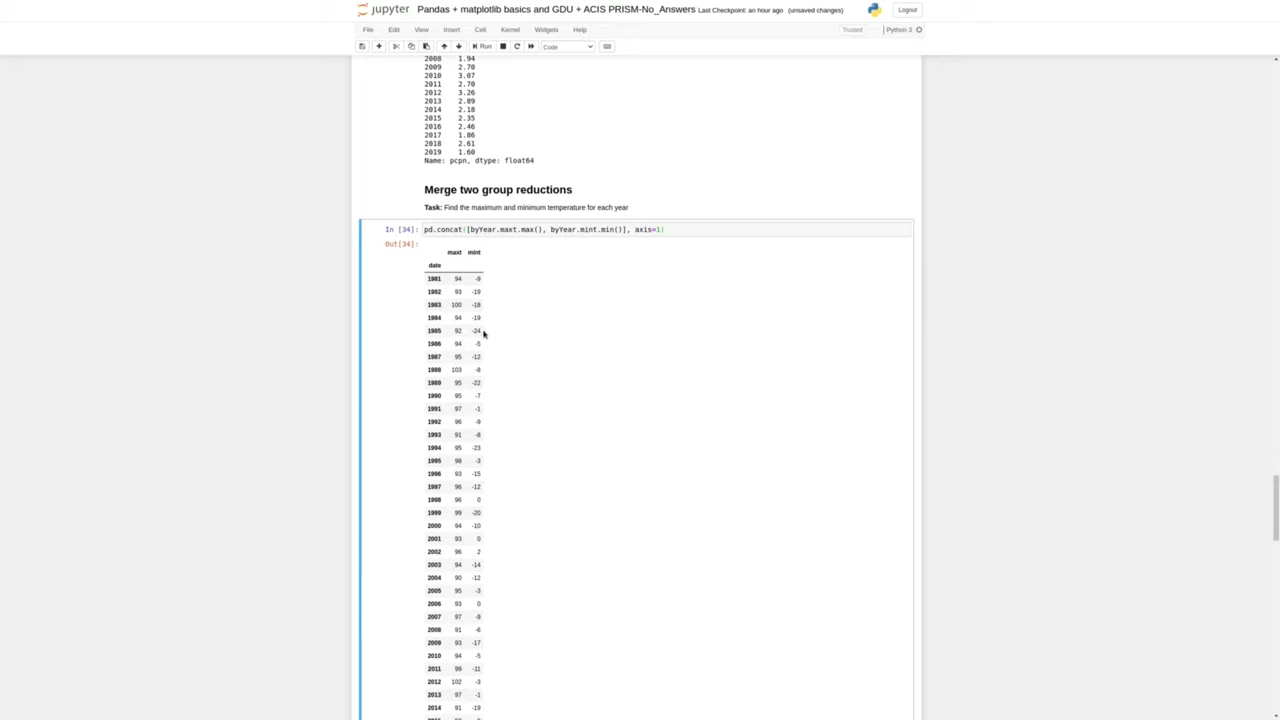 jupyter Pandas + matplotlib basics and GDU + ACIS PRISM-No_Answers Last Checkpoint: an hour ago (unsaved changes) Logout
File Edit View Insert Cell Kernel Widgets Help Trusted Python 3
Run Code
2008 1.94
2009 2.70
2010 3.07
2011 2.70
2012 3.26
2013 2.89
2014 2.18
2015 2.35
2016 2.46
2017 1.86
2018 2.61
2019 1.60
Name: pcpn, dtype: float64
Merge two group reductions
Task: Find the maximum and minimum temperature for each year
In [34]: pd.concat([byYear.maxt.max(), byYear.mint.min()], axis=1)
Out[34]:
maxt mint
date
1981 94 -9
1982 93 -19
1983 100 -18
1984 94 -19
1985 92 -24
1986 94 -5
1987 95 -12
1988 103 -8
1989 95 -22
1990 95 -7
1991 97 -1
1992 96 -9
1993 91 -8
1994 95 -23
1995 98 -3
1996 93 -15
1997 96 -12
1998 96 0
1999 99 -20
2000 94 -10
2001 93 0
2002 96 2
2003 94 -14
2004 90 -12
2005 95 -3
2006 93 0
2007 97 -9
2008 91 -6
2009 93 -17
2010 94 -5
2011 99 -11
2012 102 -3
2013 97 -1
2014 91 -19